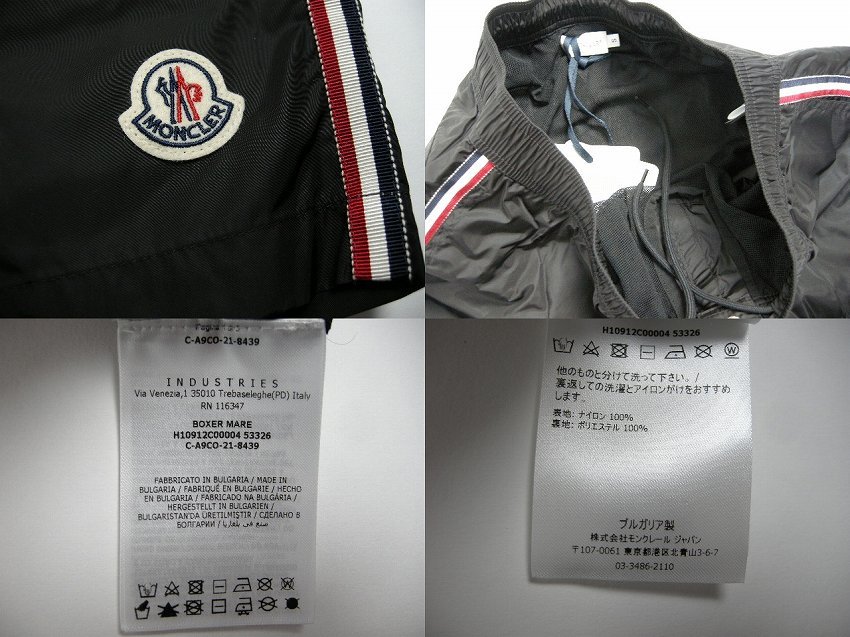 MONCLER
S
Pagina 1 di 5
C-A9CO-21-8439
INDUSTRIES
Via Venezia,1 35010 Trebaseleghe(PD) Italy
RN 116347
BOXER MARE
H10912C00004 53326
C-A9CO-21-8439
FABBRICATO IN BULGARIA / MADE IN
BULGARIA / FABRIQUÉ EN BULGARIE / HECHO
EN BULGARIA / FABRICADO NA BULGÁRIA /
HERGESTELLT IN BULGARIEN /
BULGARISTAN'DA ÜRETILMIŞTIR / СДЕЛАНО В
БОЛГАРИИ / صنع في بلغاريا
H10912C00004 53326
他のものと分けて洗って下さい。/
裏返しての洗濯とアイロンがけをおすすめ
します。
表地: ナイロン 100%
裏地: ポリエステル 100%
ブルガリア製
株式会社モンクレール ジャパン
〒107-0061 東京都港区北青山3-6-7
03-3486-2110